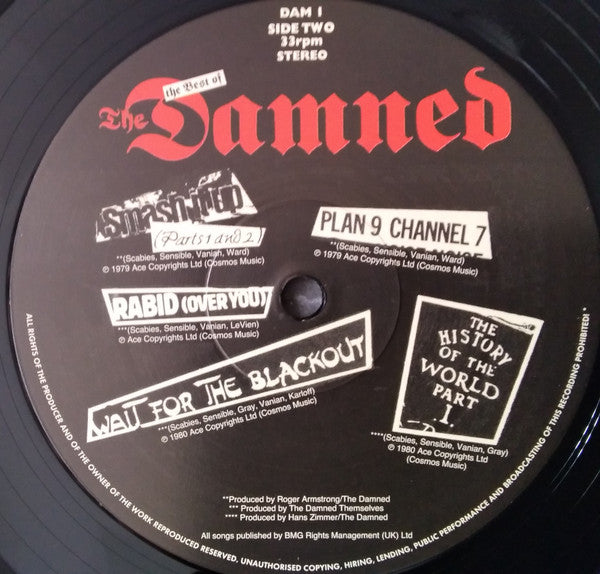 DAM 1
SIDE TWO
33rpm
STEREO
the Best of
The Damned
Smash it up
(Parts 1 and 2)
**(Scabies, Sensible, Vanian, Ward)
℗ 1979 Ace Copyrights Ltd (Cosmos Music)
PLAN 9 CHANNEL 7
**(Scabies, Sensible, Vanian, Ward)
℗ 1979 Ace Copyrights Ltd (Cosmos Music)
RABID (OVER YOU)
***(Scabies, Sensible, Vanian, LeVien)
℗ Ace Copyrights Ltd (Cosmos Music)
WAIT FOR THE BLACKOUT
***(Scabies, Sensible, Gray, Vanian, Karloff)
℗ 1980 Ace Copyrights Ltd (Cosmos Music)
THE
HISTORY
OF THE
WORLD
PART
1.
****(Scabies, Sensible, Vanian, Gray)
℗ 1980 Ace Copyrights Ltd
(Cosmos Music)
**Produced by Roger Armstrong/The Damned
*** Produced by The Damned Themselves
**** Produced by Hans Zimmer/The Damned
All songs published by BMG Rights Management (UK) Ltd
ALL RIGHTS OF THE PRODUCER AND OF THE OWNER OF THE WORK REPRODUCED RESERVED, UNAUTHORISED COPYING, HIRING, LENDING, PUBLIC PERFORMANCE AND BROADCASTING OF THIS RECORDING PROHIBITED! *